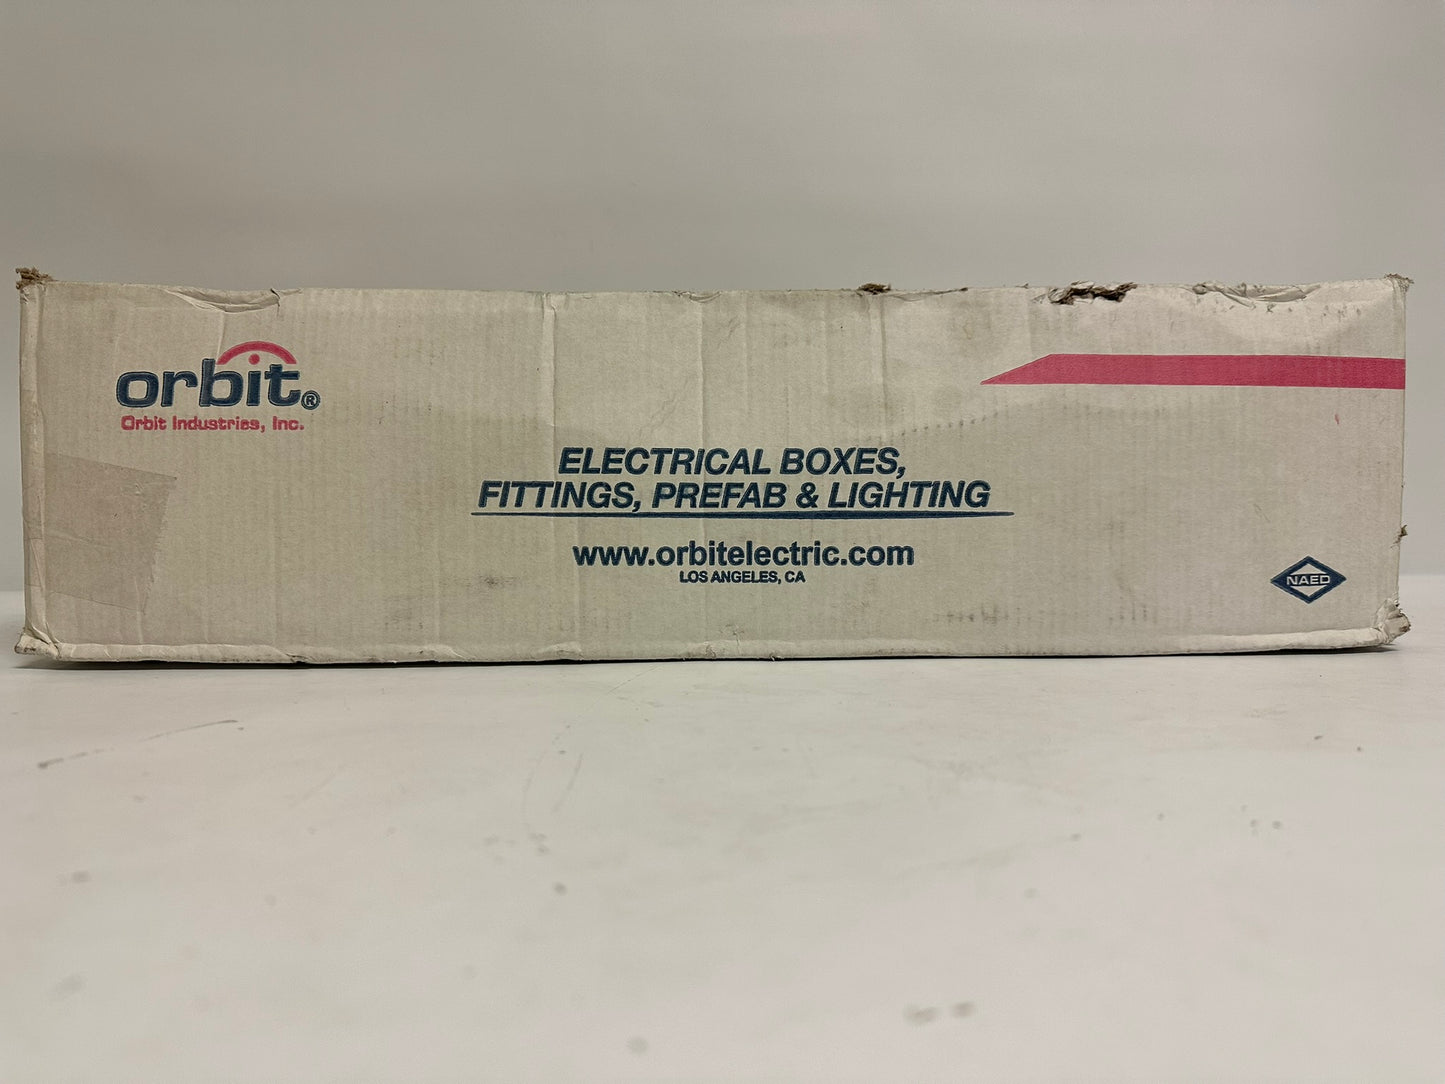 orbit®
Orbit Industries, Inc.
ELECTRICAL BOXES,
FITTINGS, PREFAB & LIGHTING
www.orbitelectric.com
LOS ANGELES, CA
NAED